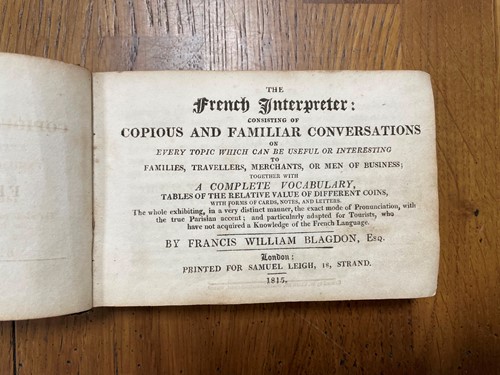 THE
French Interpreter:
CONSISTING OF
COPIOUS AND FAMILIAR CONVERSATIONS
ON
EVERY TOPIC WHICH CAN BE USEFUL OR INTERESTING
TO
FAMILIES, TRAVELLERS, MERCHANTS, OR MEN OF BUSINESS;
TOGETHER WITH
A COMPLETE VOCABULARY,
TABLES OF THE RELATIVE VALUE OF DIFFERENT COINS,
WITH FORMS OF CARDS, NOTES, AND LETTERS.
The whole exhibiting, in a very distinct manner, the exact mode of Pronunciation, with
the true Parisian accent; and particularly adapted for Tourists, who
have not acquired a Knowledge of the French Language.
BY FRANCIS WILLIAM BLAGDON, ESQ.
London:
PRINTED FOR SAMUEL LEIGH, 18, STRAND.
1815.